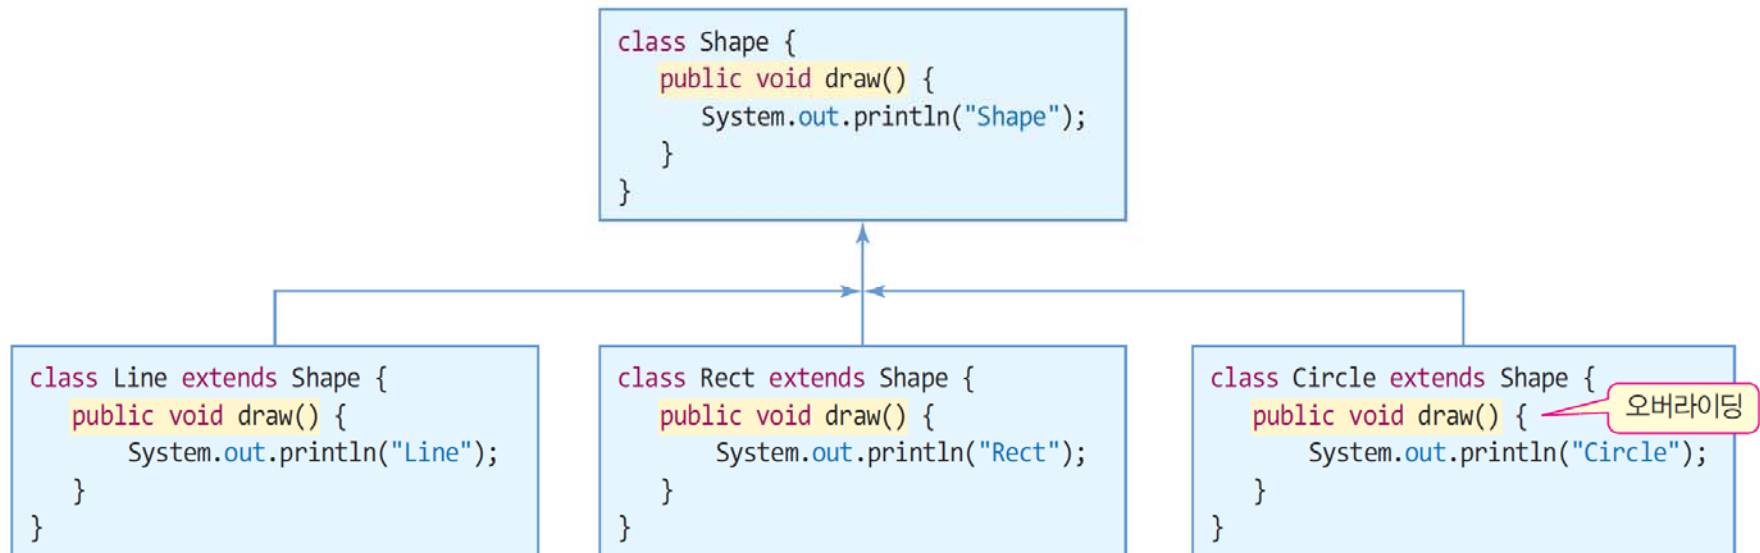 class Shape {
public void draw() {
System.out.println("Shape");
}
}
class Line extends Shape {
public void draw() {
System.out.println("Line");
}
}
class Rect extends Shape {
public void draw() {
System.out.println("Rect");
}
}
class Circle extends Shape {
public void draw() {
System.out.println("Circle");
}
}
오버라이딩